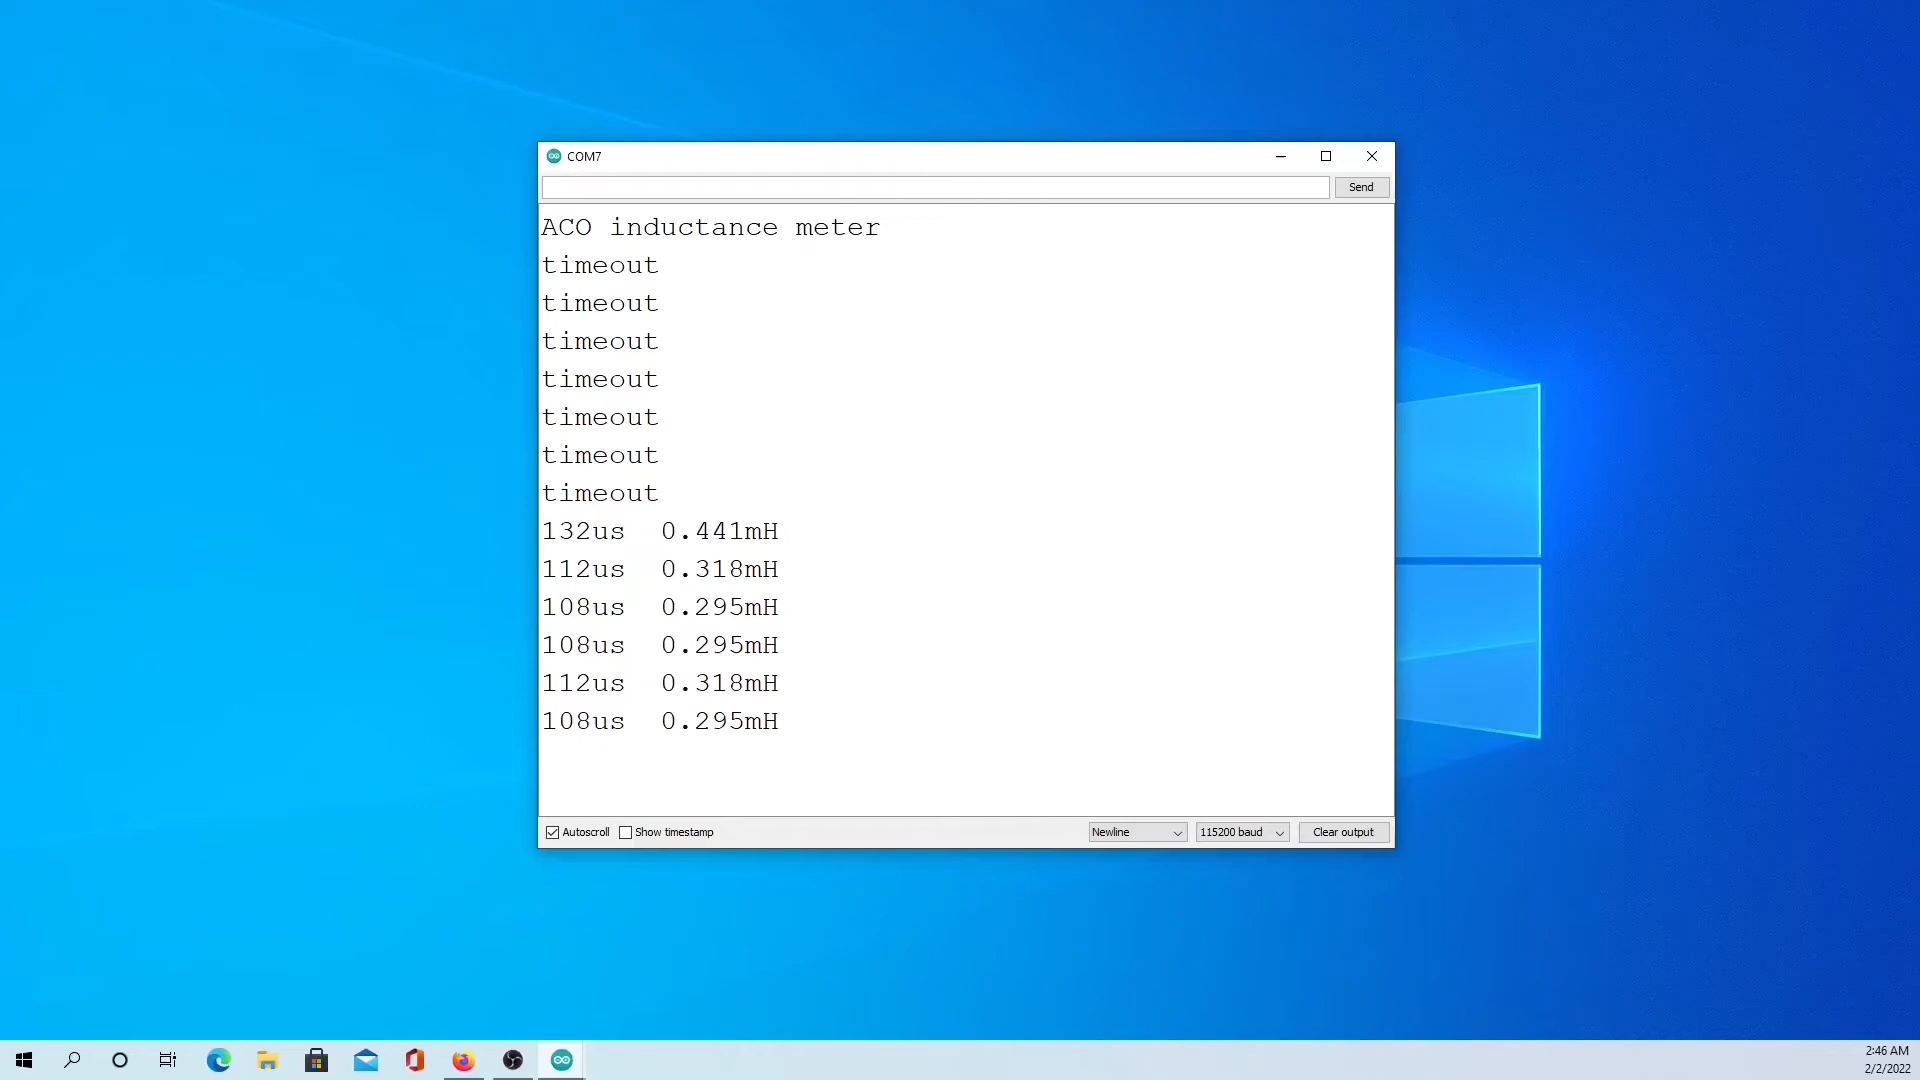 COM7
Send
ACO inductance meter
timeout
timeout
timeout
timeout
timeout
timeout
timeout
132us 0.441mH
112us 0.318mH
108us 0.295mH
108us 0.295mH
112us 0.318mH
108us 0.295mH
Autoscroll Show timestamp Newline 115200 baud Clear output
2:46 AM
2/2/2022